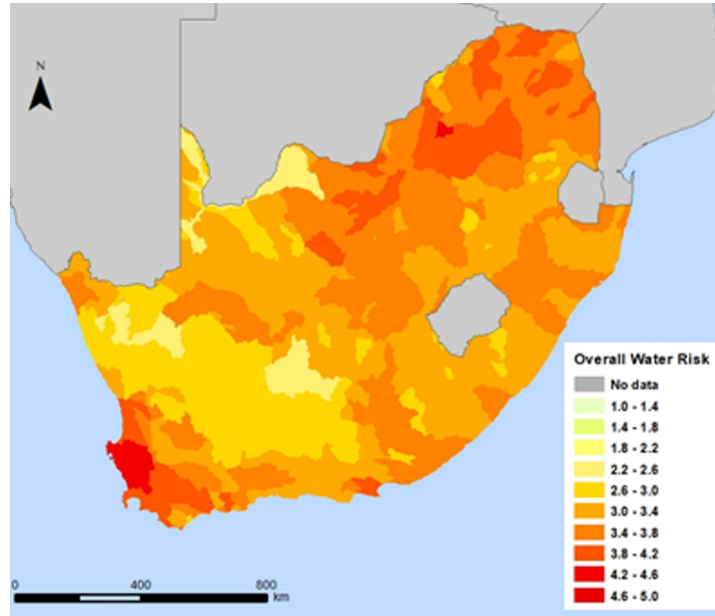 N
Overall Water Risk
No data
1.0 - 1.4
1.4 - 1.8
1.8 - 2.2
2.2 - 2.6
2.6 - 3.0
3.0 - 3.4
3.4 - 3.8
3.8 - 4.2
4.2 - 4.6
4.6 - 5.0
0 400 800
km